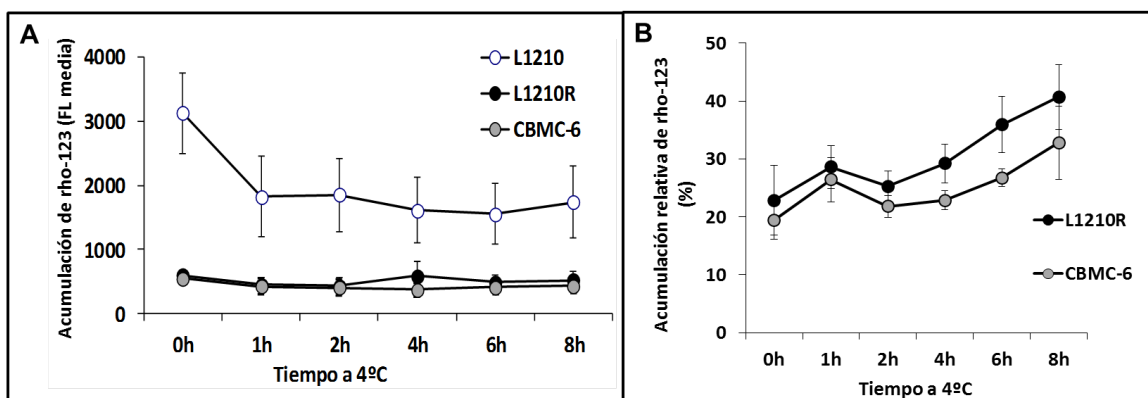 A
Acumulación de rho-123 (FL media)
4000
3000
2000
1000
0
L1210
L1210R
CBMC-6
0h 1h 2h 4h 6h 8h
Tiempo a 4ºC
B
Acumulación relativa de rho-123
(%)
50
40
30
20
10
0
L1210R
CBMC-6
0h 1h 2h 4h 6h 8h
Tiempo a 4ºC